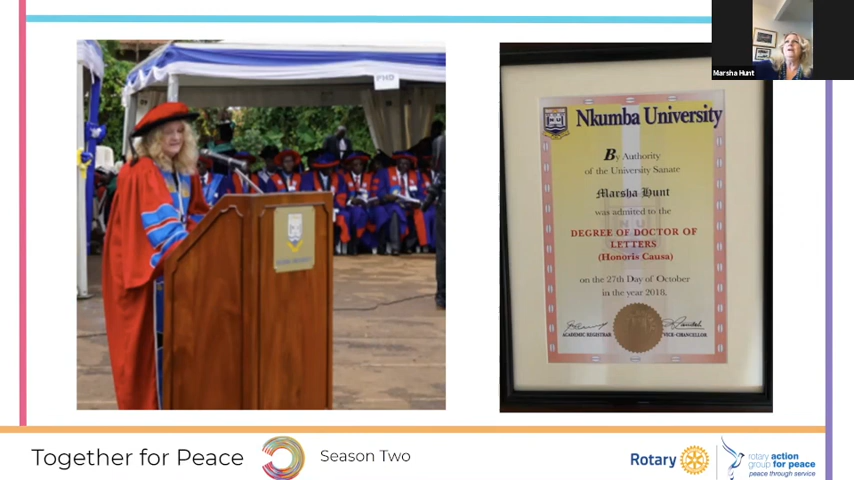 PHD
Marsha Hunt
Nkumba University
By Authority
of the University Sanate
Marsha Hunt
was admitted to the
DEGREE OF DOCTOR OF
LETTERS
(Honoris Causa)
on the 27th Day of October
in the year 2018.
ACADEMIC REGISTRAR
VICE-CHANCELLOR
Together for Peace
Season Two
Rotary
rotary action
group for peace
peace through service